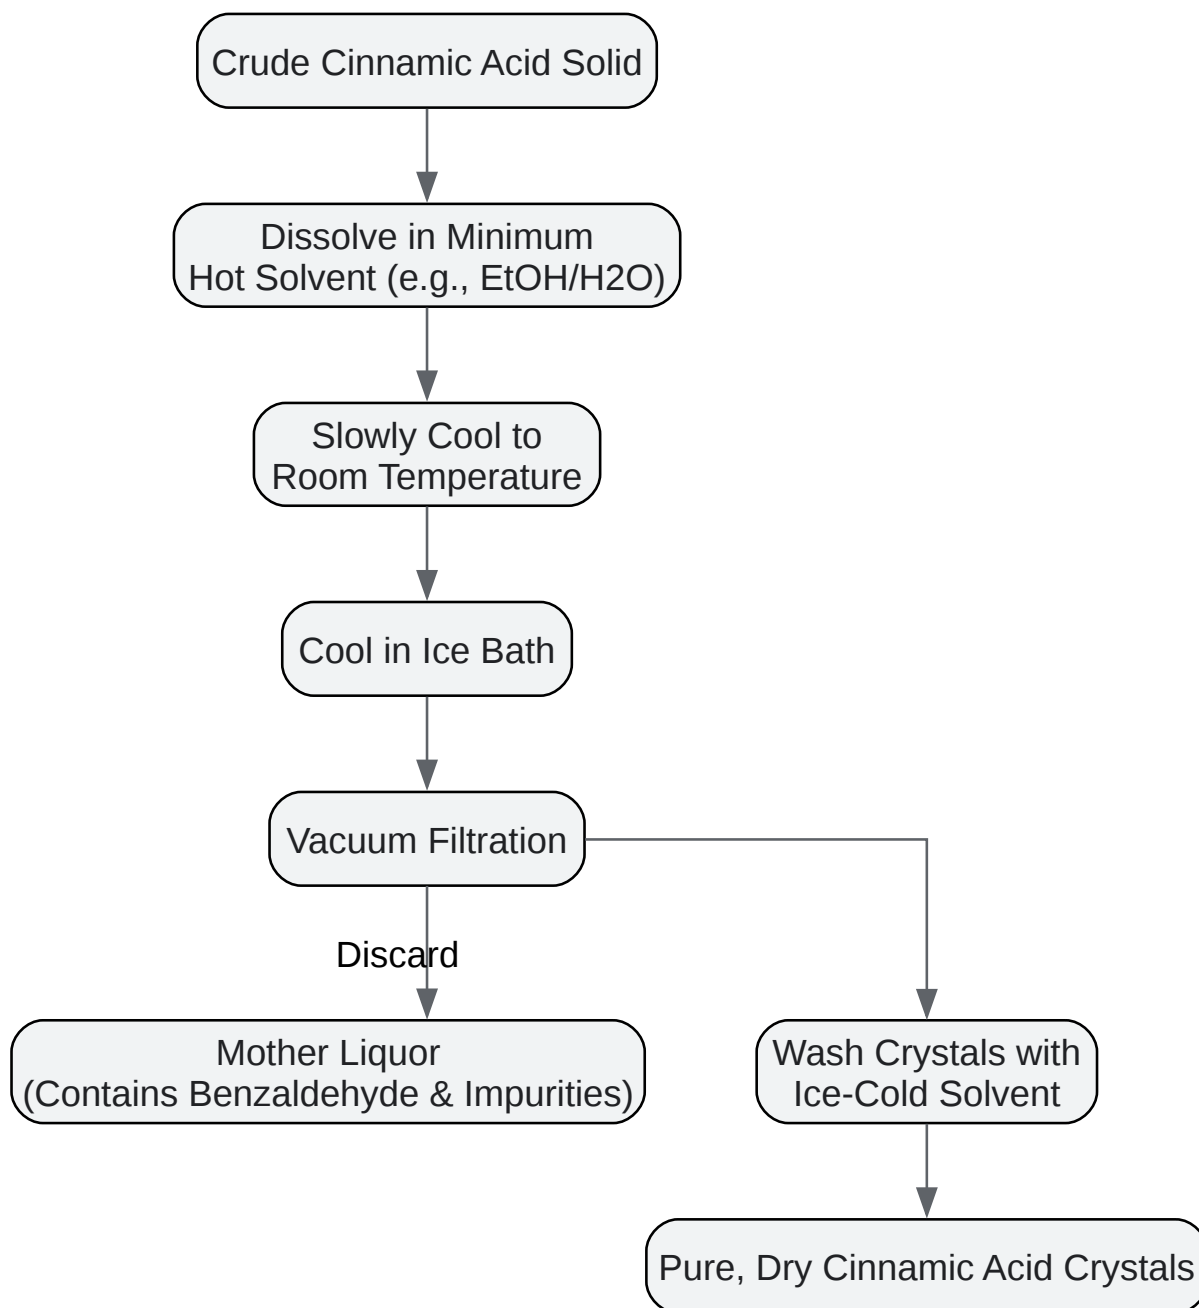 Crude Cinnamic Acid Solid
Dissolve in Minimum
Hot Solvent (e.g., EtOH/H2O)
Slowly Cool to
Room Temperature
Cool in Ice Bath
Vacuum Filtration
Discard
Mother Liquor
(Contains Benzaldehyde & Impurities)
Wash Crystals with
Ice-Cold Solvent
Pure, Dry Cinnamic Acid Crystals